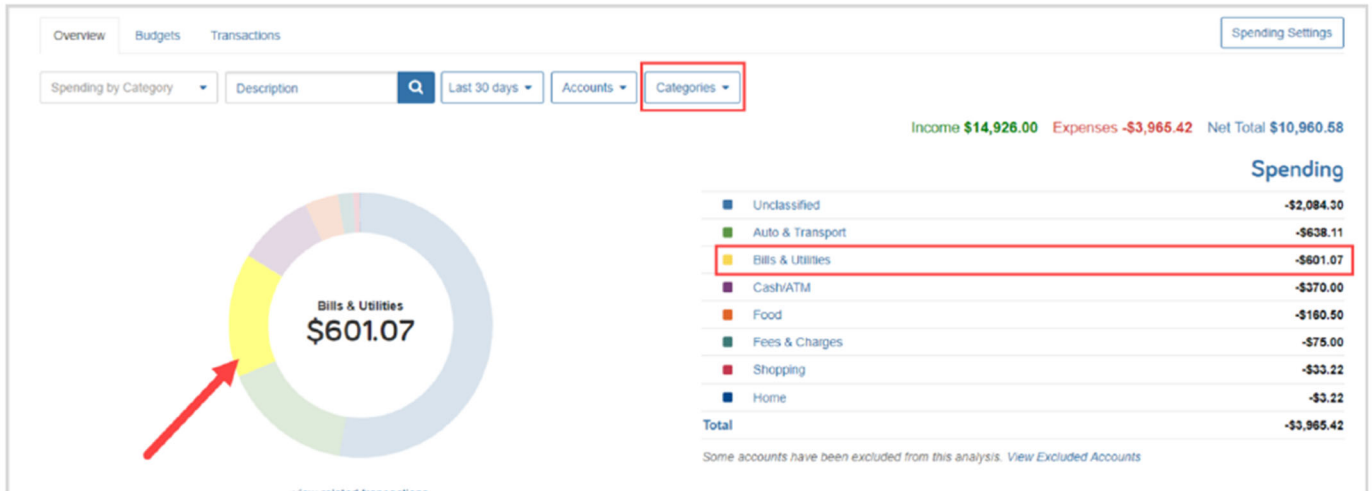 Overview Budgets Transactions Spending Settings
Spending by Category Description Last 30 days Accounts Categories
Income $14,926.00 Expenses -$3,965.42 Net Total $10,960.58
Spending
Unclassified -$2,084.30
Auto & Transport -$638.11
Bills & Utilities -$601.07
Cash/ATM -$370.00
Food -$160.50
Fees & Charges -$75.00
Shopping -$33.22
Home -$3.22
Total -$3,965.42
Some accounts have been excluded from this analysis. View Excluded Accounts
Bills & Utilities
$601.07